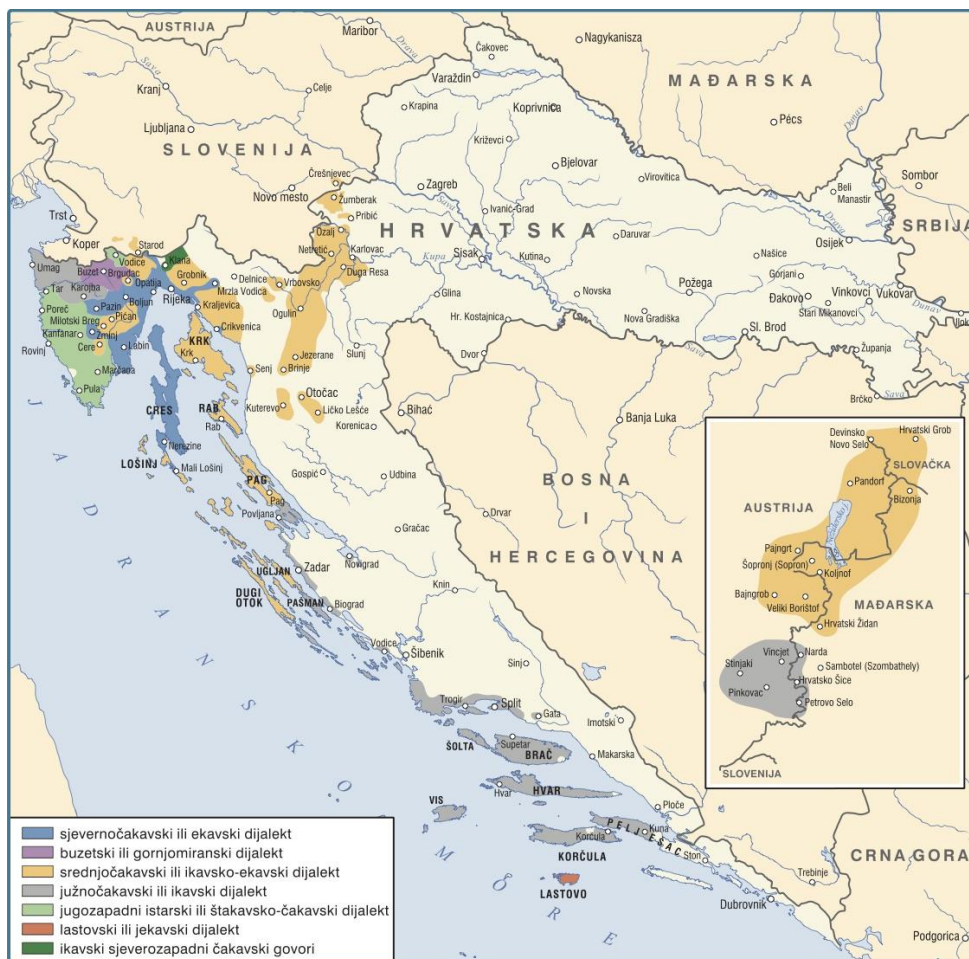 AUSTRIJA
Maribor
Drava
Nagykanisza
Čakovec
Varaždin
MAĐARSKA
Sava
Kranj
Celje
Krapina
Koprivnica
Pécs
Dunav
Ljubljana
SLOVENIJA
Križevci
Bjelovar
Virovitica
Sombor
Črešnjevec
Novo mesto
Žumberak
Zagreb
Sava
Beli
Manastir
Drava
SRBIJA
Trst
Pribić
Ivanić-Grad
Koper
Ozalj
HRVATSKA
Daruvar
Osijek
Starod
Netretić
Karlovac
Kupa
Sisak
Kutina
Našice
Umag
Buzet
Vodice
Brgudac
Klana
Grobnik
Delnice
Vrbovsko
Duga Resa
Gorjani
Tar
Karojba
Opatija
Rijeka
Mrzla Vodica
Glina
Novska
Požega
Đakovo
Vinkovci
Vukovar
Dunav
Ilok
Poreč
Pazin
Boljun
Kraljevica
Ogulin
Hr. Kostajnica
Nova Gradiška
Stari Mikanovci
Milotski Breg
Pićan
Kanfanar
Žminj
Crikvenica
Sl. Brod
Rovinj
Cere
Labin
KRK
Krk
Slunj
Dvor
Sava
Županja
Marčana
Jezerane
Senj
Brinje
Pula
Otočac
Brčko
Sava
CRES
RAB
Rab
Kuterevo
Ličko Lešće
Bihać
Banja Luka
Korenica
Nerezine
LOŠINJ
Mali Lošinj
Gospić
Udbina
PAG
Pag
Povljana
Gračac
Drvar
BOSNA
I
HERCEGOVINA
Zadar
Novigrad
UGLJAN
DUGI
OTOK
PAŠMAN
Biograd
Knin
Vodice
Šibenik
Sinj
Trogir
Split
Gata
Imotski
ŠOLTA
Supetar
BRAČ
Makarska
Hvar
HVAR
VIS
Ploče
PELJEŠAC
Korčula
Kuna
KORČULA
Ston
LASTOVO
Trebinje
CRNA GORA
Dubrovnik
Podgorica
JADRANSKO MORE
Devinsko
Novo Selo
Hrvatski Grob
SLOVAČKA
Pandorf
Bizonja
AUSTRIJA
Pajngrt
Šopronj (Sopron)
Koljnof
MAĐARSKA
Bajngrob
Veliki Borištof
Hrvatski Židan
Vincjet
Narda
Stinjaki
Sambotel (Szombathely)
Hrvatsko Šice
Pinkovac
Petrovo Selo
SLOVENIJA
sjevernočakavski ili ekavski dijalekt
buzetski ili gornjomiranski dijalekt
srednjočakavski ili ikavsko-ekavski dijalekt
južnočakavski ili ikavski dijalekt
jugozapadni istarski ili štakavsko-čakavski dijalekt
lastovski ili jekavski dijalekt
ikavski sjeverozapadni čakavski govori